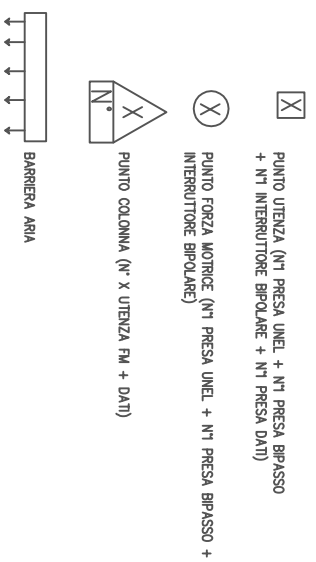 X
PUNTO UTENZA (N°1 PRESA UNEL + N°1 PRESA BIPASSO
+ N°1 INTERRUTTORE BIPOLARE + N°1 PRESA DATI)
X
PUNTO FORZA MOTRICE (N°1 PRESA UNEL + N°1 PRESA BIPASSO +
INTERRUTTORE BIPOLARE)
X
N°
PUNTO COLONNA (N° X UTENZA FM + DATI)
BARRIERA ARIA